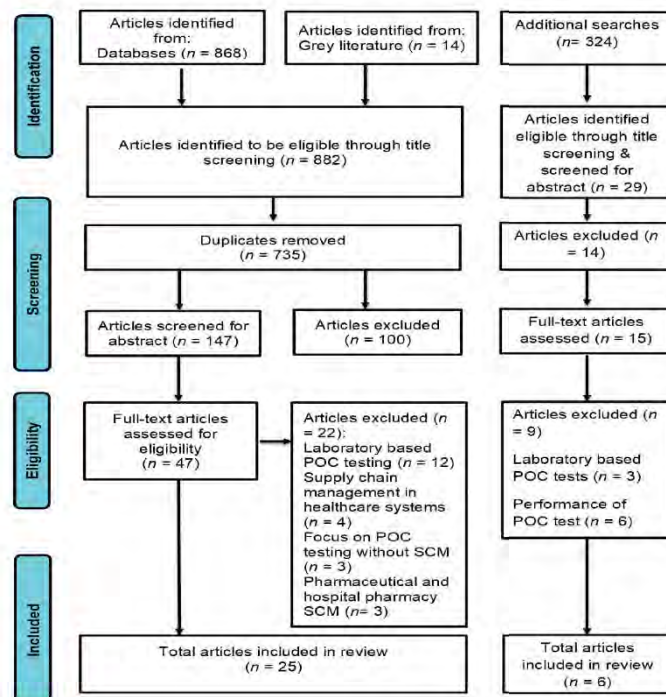 Identification
Articles identified
from:
Databases (n = 868)
Articles identified from:
Grey literature (n = 14)
Additional searches
(n= 324)
Articles identified to be eligible through title
screening (n = 882)
Articles identified
eligible through title
screening &
screened for
abstract (n = 29)
Screening
Duplicates removed
(n = 735)
Articles excluded (n
= 14)
Articles screened for
abstract (n = 147)
Articles excluded
(n = 100)
Full-text articles
assessed (n = 15)
Eligibility
Full-text articles
assessed for
eligibility
(n = 47)
Articles excluded (n
= 22):
Laboratory based
POC testing (n = 12)
Supply chain
management in
healthcare systems
(n = 4)
Focus on POC
testing without SCM
(n = 3)
Pharmaceutical and
hospital pharmacy
SCM (n= 3)
Articles excluded (n
= 9)
Laboratory based
POC tests (n = 3)
Performance of
POC test (n = 6)
Included
Total articles included in review
(n = 25)
Total articles
included in review
(n = 6)